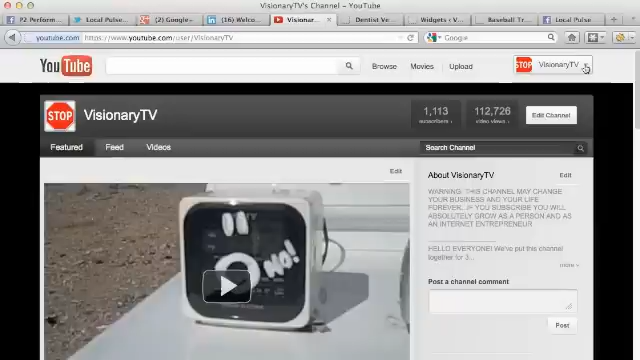 VisionaryTV's Channel - YouTube
P2 Perform...
Local Pulse...
(2) Google+
(16) Welco...
Visionary...
Dentist Ve...
Widgets ‹ W...
Baseball Tr...
Local Pulse
youtube.com
https://www.youtube.com/user/VisionaryTV
Google
YouTube
Browse
Movies
Upload
STOP
VisionaryTV
STOP
VisionaryTV
1,113
subscribers ›
112,726
video views ›
Edit Channel
Featured
Feed
Videos
Search Channel
Edit
About VisionaryTV
Edit
WARNING: THIS CHANNEL MAY CHANGE
YOUR BUSINESS AND YOUR LIFE
FOREVER. IF YOU SUBSCRIBE YOU WILL
ABSOLUTELY GROW AS A PERSON AND AS
AN INTERNET ENTREPRENEUR
HELLO EVERYONE! We've put this channel
together for 3...
more ›
Post a channel comment
Post
NO!